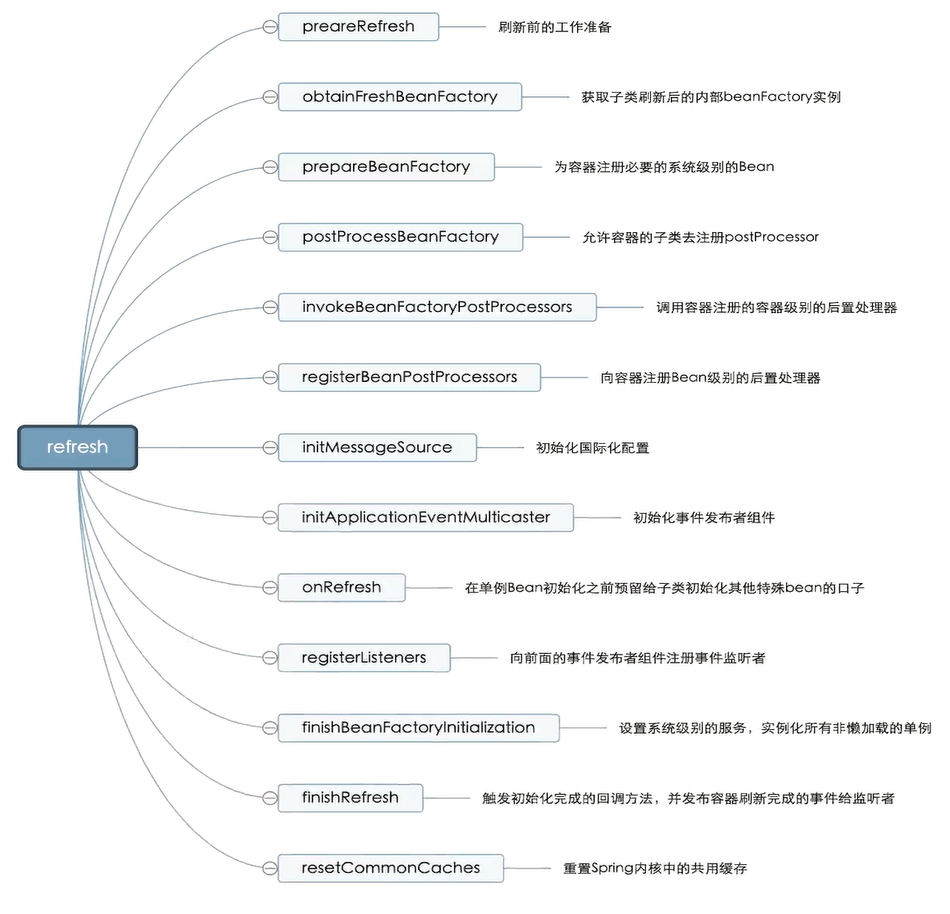 preareRefresh 刷新前的工作准备
obtainFreshBeanFactory 获取子类刷新后的内部beanFactory实例
prepareBeanFactory 为容器注册必要的系统级别的Bean
postProcessBeanFactory 允许容器的子类去注册postProcessor
invokeBeanFactoryPostProcessors 调用容器注册的容器级别的后置处理器
registerBeanPostProcessors 向容器注册Bean级别的后置处理器
refresh
initMessageSource 初始化国际化配置
initApplicationEventMulticaster 初始化事件发布者组件
onRefresh 在单例Bean初始化之前预留给子类初始化其他特殊bean的口子
registerListeners 向前面的事件发布者组件注册事件监听者
finishBeanFactoryInitialization 设置系统级别的服务，实例化所有非懒加载的单例
finishRefresh 触发初始化完成的回调方法，并发布容器刷新完成的事件给监听者
resetCommonCaches 重置Spring内核中的共用缓存